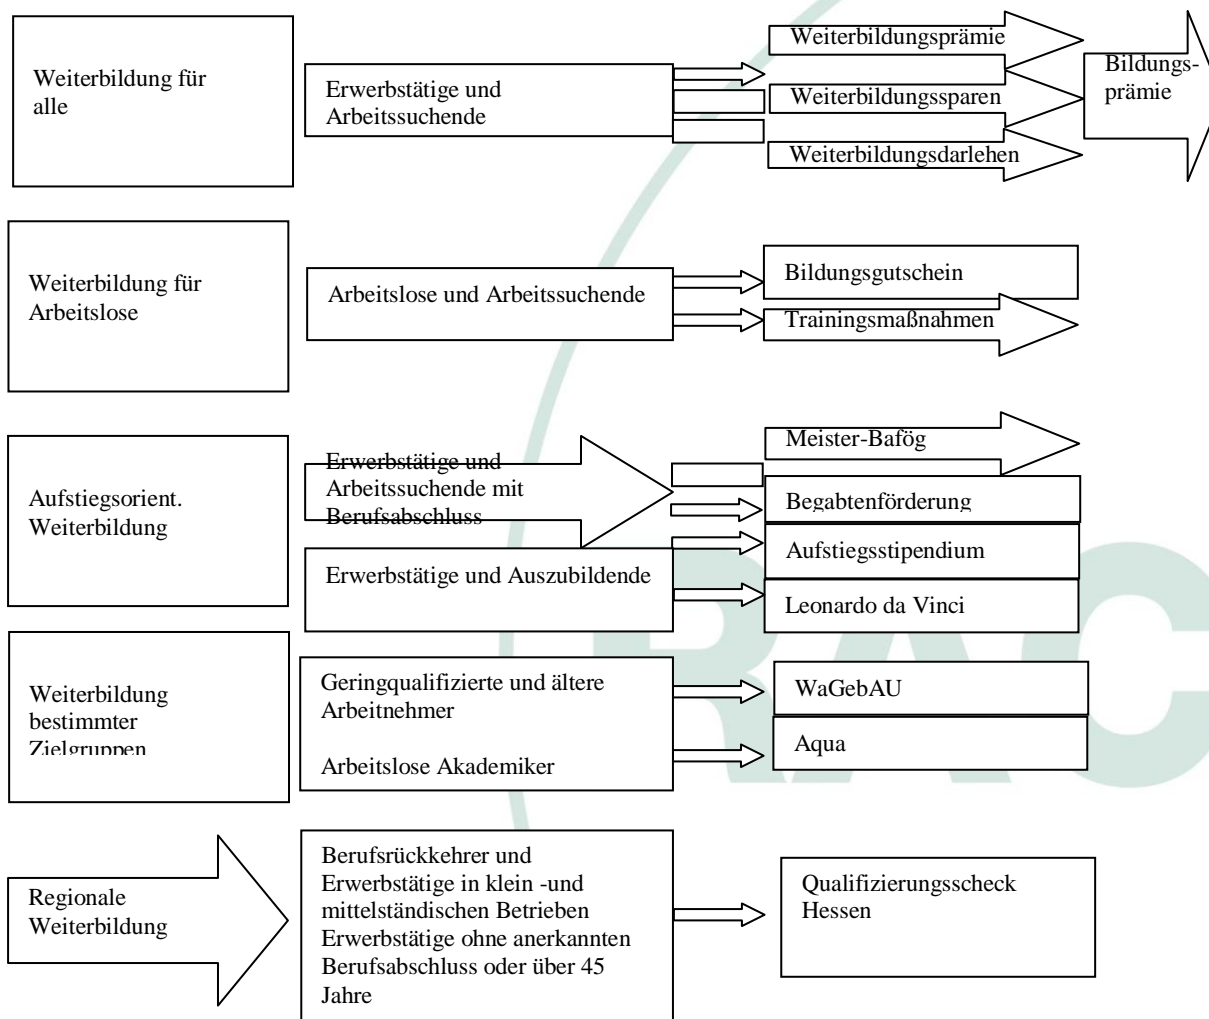 Weiterbildung für
alle
Erwerbstätige und
Arbeitssuchende
Weiterbildungsprämie
Weiterbildungssparen
Weiterbildungsdarlehen
Bildungs-
prämie
Weiterbildung für
Arbeitslose
Arbeitslose und Arbeitssuchende
Bildungsgutschein
Trainingsmaßnahmen
Aufstiegsorient.
Weiterbildung
Erwerbstätige und
Arbeitssuchende mit
Berufsabschluss
Erwerbstätige und Auszubildende
Meister-Bafög
Begabtenförderung
Aufstiegsstipendium
Leonardo da Vinci
Weiterbildung
bestimmter
Zielgruppen
Geringqualifizierte und ältere
Arbeitnehmer
Arbeitslose Akademiker
WaGebAU
Aqua
Regionale
Weiterbildung
Berufsrückkehrer und
Erwerbstätige in klein -und
mittelständischen Betrieben
Erwerbstätige ohne anerkannten
Berufsabschluss oder über 45
Jahre
Qualifizierungsscheck
Hessen
RAC